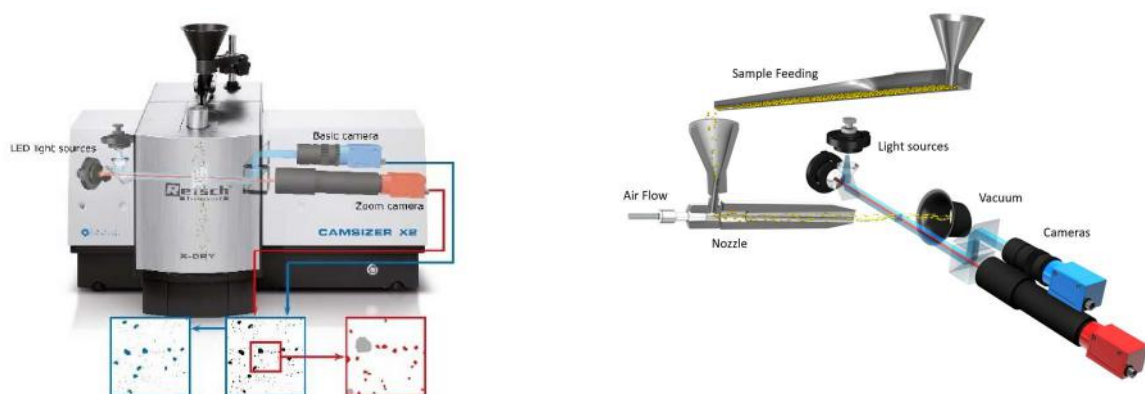 Basic camera
LED light sources
Retsch
TECHNOLOGY
Zoom camera
CAMSIZER X2
X-DRY
Sample Feeding
Light sources
Air Flow
Vacuum
Nozzle
Cameras